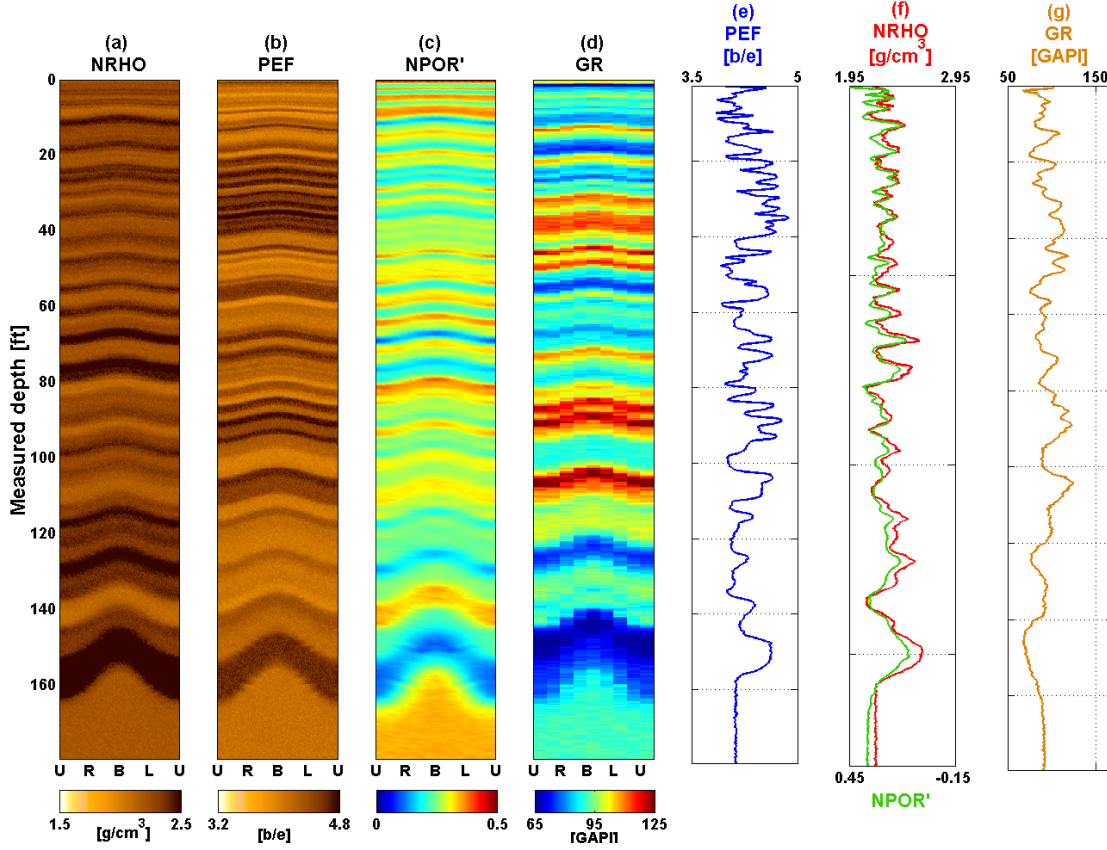 (a)
NRHO
(b)
PEF
(c)
NPOR'
(d)
GR
(e)
PEF
[b/e]
3.5 5
(f)
NRHO
[g/cm3]
1.95 2.95
(g)
GR
[GAPI]
50 150
Measured depth [ft]
0
20
40
60
80
100
120
140
160
U R B L U
U R B L U
U R B L U
U R B L U
1.5 2.5
[g/cm3]
3.2 4.8
[b/e]
0 0.5
65 95 125
[GAPI]
0.45 -0.15
NPOR'